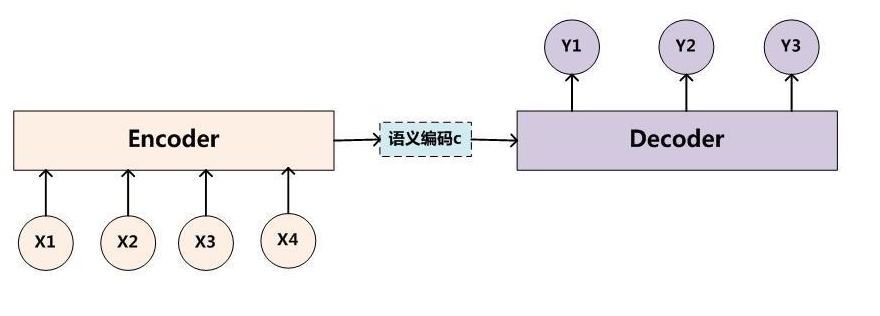 Y1
Y2
Y3
Encoder
语义编码c
Decoder
X1
X2
X3
X4